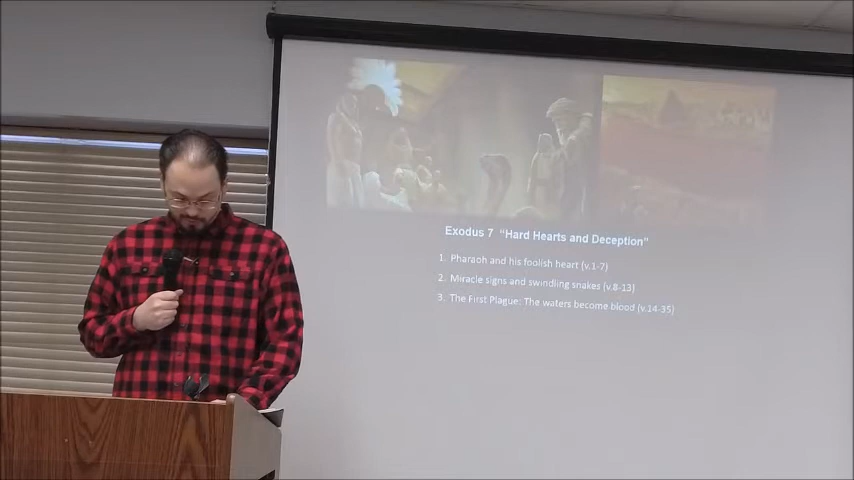 Exodus 7 "Hard Hearts and Deception"
1. Pharaoh and his foolish heart (v.1-7)
2. Miracle signs and swindling snakes (v.8-13)
3. The First Plague: The waters become blood (v.14-35)